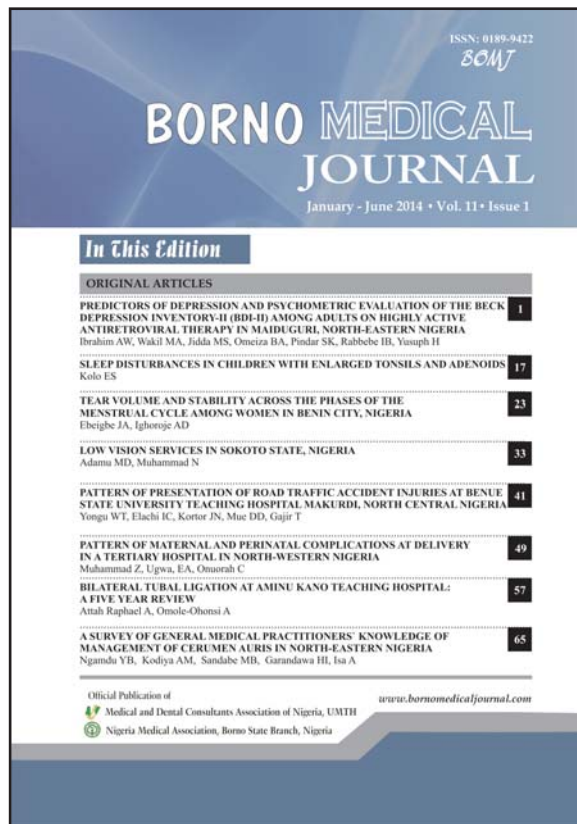 ISSN: 0189-9422
BOMJ
BORNO MEDICAL
JOURNAL
January - June 2014 • Vol. 11 • Issue 1
In This Edition
ORIGINAL ARTICLES
PREDICTORS OF DEPRESSION AND PSYCHOMETRIC EVALUATION OF THE BECK 1
DEPRESSION INVENTORY-II (BDI-II) AMONG ADULTS ON HIGHLY ACTIVE
ANTIRETROVIRAL THERAPY IN MAIDUGURI, NORTH-EASTERN NIGERIA
Ibrahim AW, Wakil MA, Jidda MS, Omeiza BA, Pindar SK, Rabbebe IB, Yusuph H
SLEEP DISTURBANCES IN CHILDREN WITH ENLARGED TONSILS AND ADENOIDS 17
Kolo ES
TEAR VOLUME AND STABILITY ACROSS THE PHASES OF THE 23
MENSTRUAL CYCLE AMONG WOMEN IN BENIN CITY, NIGERIA
Ebeigbe JA, Ighoroje AD
LOW VISION SERVICES IN SOKOTO STATE, NIGERIA 33
Adamu MD, Muhammad N
PATTERN OF PRESENTATION OF ROAD TRAFFIC ACCIDENT INJURIES AT BENUE 41
STATE UNIVERSITY TEACHING HOSPITAL MAKURDI, NORTH CENTRAL NIGERIA
Yongu WT, Elachi IC, Kortor JN, Mue DD, Gajir T
PATTERN OF MATERNAL AND PERINATAL COMPLICATIONS AT DELIVERY 49
IN A TERTIARY HOSPITAL IN NORTH-WESTERN NIGERIA
Muhammad Z, Ugwa, EA, Onuorah C
BILATERAL TUBAL LIGATION AT AMINU KANO TEACHING HOSPITAL: 57
A FIVE YEAR REVIEW
Attah Raphael A, Omole-Ohonsi A
A SURVEY OF GENERAL MEDICAL PRACTITIONERS` KNOWLEDGE OF 65
MANAGEMENT OF CERUMEN AURIS IN NORTH-EASTERN NIGERIA
Ngamdu YB, Kodiya AM, Sandabe MB, Garandawa HI, Isa A
Official Publication of
www.bornomedicaljournal.com
Medical and Dental Consultants Association of Nigeria, UMTH
Nigeria Medical Association, Borno State Branch, Nigeria